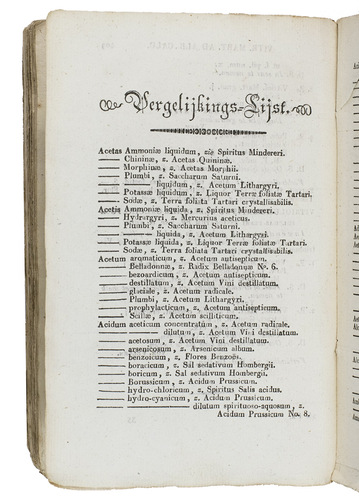 Vergelijkings-Lijst.
Acetas Ammoniæ liquidum, zie Spiritus Mindereri.
—— Chininæ, z. Acetas Quininæ.
—— Morphinæ, z. Acetas Morphii.
—— Plumbi, z. Saccharum Saturni.
—— —— liquidum, z. Acetum Lithargyri.
—— Potassæ liquidum, z. Liquor Terræ foliatæ Tartari.
—— Sodæ, z. Terra foliata Tartari crystallisabilis.
Acetis Ammoniæ liquida, z. Spiritus Mindereri.
—— Hydrargyri, z. Mercurius aceticus.
—— Plumbi, z. Saccharum Saturni.
—— —— liquida, z. Acetum Lithargyri.
—— Potassæ liquida, z. Liquor Terræ foliatæ Tartari.
—— Sodæ, z. Terra foliata Tartari crystallisabilis.
Acetum aromaticum, z. Acetum antisepticum.
—— Belladonnæ, z. Radix Belladonnæ N. 6.
—— bezoardicum, z. Acetum antisepticum.
—— destillatum, z. Acetum Vini destillatum.
—— glaciale, z. Acetum radicale.
—— Plumbi, z. Acetum Lithargyri.
—— prophylacticum, z. Acetum antisepticum.
—— Scillæ, z. Acetum scilliticum.
Acidum aceticum concentratum, z. Acetum radicale.
—— —— dilutum, z. Acetum Vini destillatum.
—— acetosum, z. Acetum Vini destillatum.
—— arsenicosum, z. Arsenicum album.
—— benzoicum, z. Flores Benzoës.
—— boracicum, z. Sal sedativum Hombergii.
—— boricum, z. Sal sedativum Hombergii.
—— Borussicum, z. Acidum Prussicum.
—— hydro-chloricum, z. Spiritus Salis acidus.
—— hydro-cyanicum, z. Acidum Prussicum.
—— —— dilutum spirituoso-aquosum, z.
Acidum Prussicum No. 8.